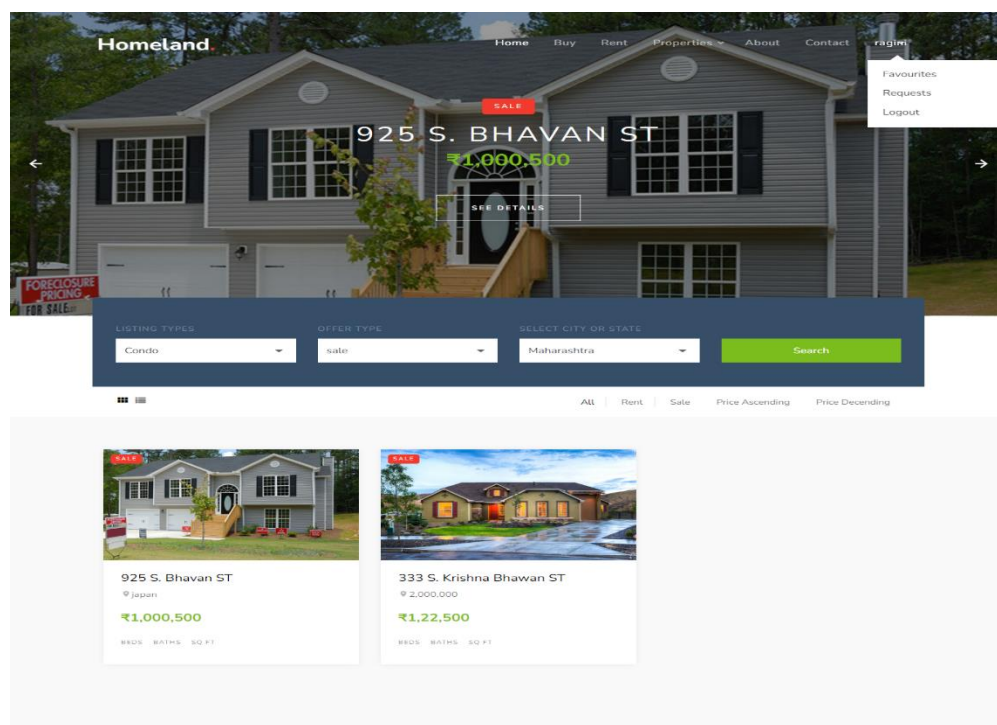 Homeland.
Home Buy Rent Properties About Contact ragini
Favourites
Requests
Logout
SALE
925 S. BHAVAN ST
₹1,000,500
SEE DETAILS
FORECLOSURE
PRICING
FOR SALE
LISTING TYPES OFFER TYPE SELECT CITY OR STATE
Condo sale Maharashtra Search
All Rent Sale Price Ascending Price Decending
SALE
925 S. Bhavan ST
japan
₹1,000,500
BEDS BATHS SQ FT
SALE
333 S. Krishna Bhawan ST
2,000,000
₹1,22,500
BEDS BATHS SQ FT